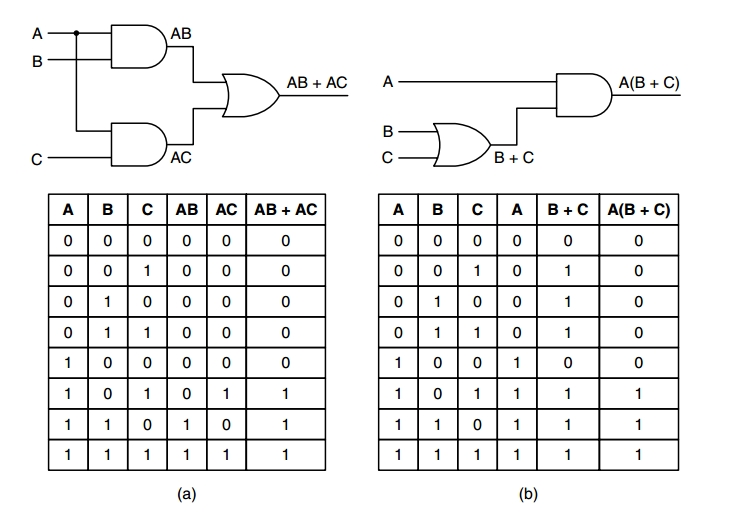 A
B
C
AB
AC
AB + AC
A
B
C
B + C
A(B + C)
A B C AB AC AB + AC
0 0 0 0 0 0
0 0 1 0 0 0
0 1 0 0 0 0
0 1 1 0 0 0
1 0 0 0 0 0
1 0 1 0 1 1
1 1 0 1 0 1
1 1 1 1 1 1
(a)
A B C A B + C A(B + C)
0 0 0 0 0 0
0 0 1 0 1 0
0 1 0 0 1 0
0 1 1 0 1 0
1 0 0 1 0 0
1 0 1 1 1 1
1 1 0 1 1 1
1 1 1 1 1 1
(b)